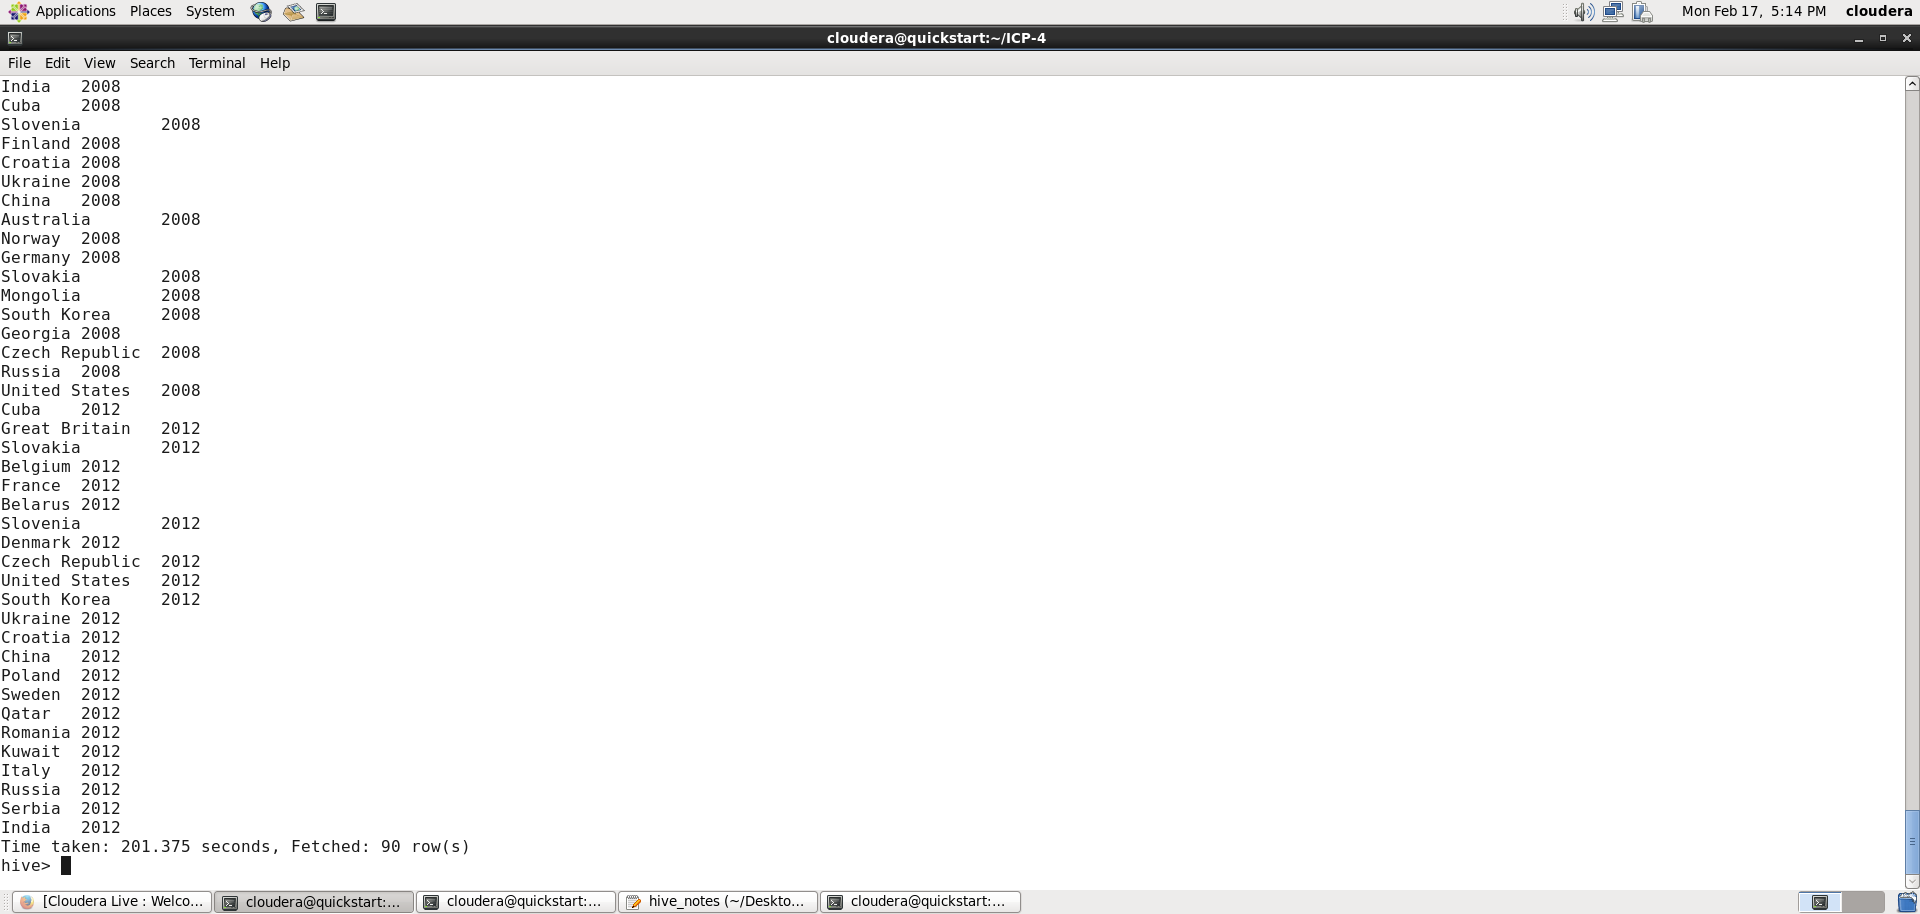 Applications Places System Mon Feb 17, 5:14 PM cloudera
cloudera@quickstart:~/ICP-4
File Edit View Search Terminal Help
India 2008
Cuba 2008
Slovenia 2008
Finland 2008
Croatia 2008
Ukraine 2008
China 2008
Australia 2008
Norway 2008
Germany 2008
Slovakia 2008
Mongolia 2008
South Korea 2008
Georgia 2008
Czech Republic 2008
Russia 2008
United States 2008
Cuba 2012
Great Britain 2012
Slovakia 2012
Belgium 2012
France 2012
Belarus 2012
Slovenia 2012
Denmark 2012
Czech Republic 2012
United States 2012
South Korea 2012
Ukraine 2012
Croatia 2012
China 2012
Poland 2012
Sweden 2012
Qatar 2012
Romania 2012
Kuwait 2012
Italy 2012
Russia 2012
Serbia 2012
India 2012
Time taken: 201.375 seconds, Fetched: 90 row(s)
hive>
[Cloudera Live : Welco... cloudera@quickstart:... cloudera@quickstart:... hive_notes (~/Deskto... cloudera@quickstart:...